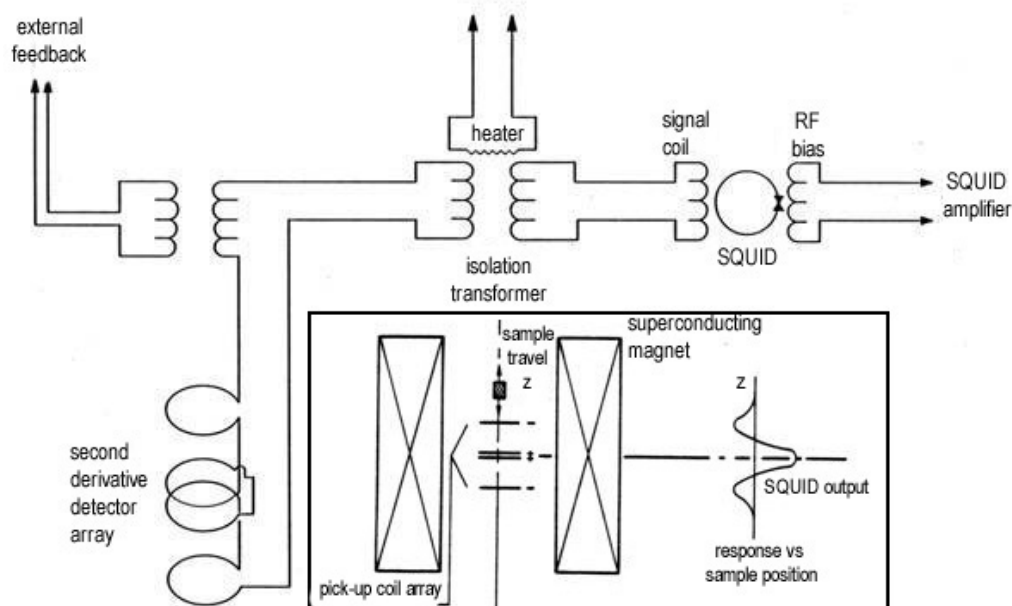 external
feedback
heater
signal
coil
RF
bias
SQUID
amplifier
SQUID
isolation
transformer
sample
travel
z
superconducting
magnet
z
second
derivative
detector
array
SQUID output
response vs
sample position
pick-up coil array